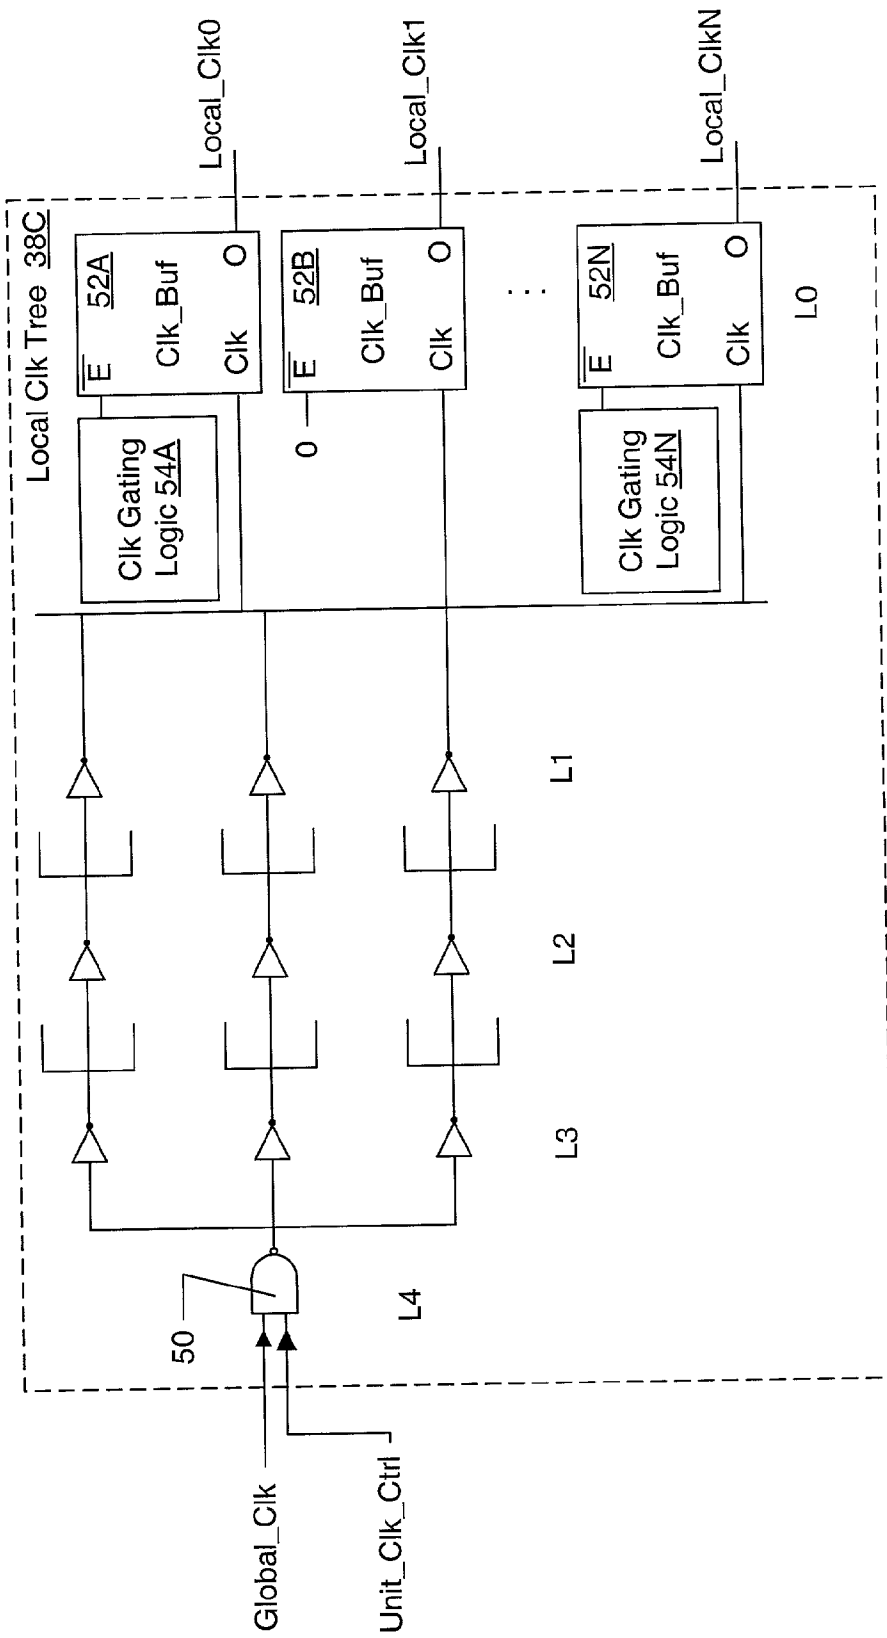 Local Clk Tree 38C
Global_Clk
Unit_Clk_Ctrl
50
L4
L3
L2
L1
Clk Gating
Logic 54A
E
52A
Clk_Buf
Clk
O
Local_Clk0
0
E
52B
Clk_Buf
Clk
O
Local_Clk1
...
Clk Gating
Logic 54N
E
52N
Clk_Buf
Clk
O
Local_ClkN
L0